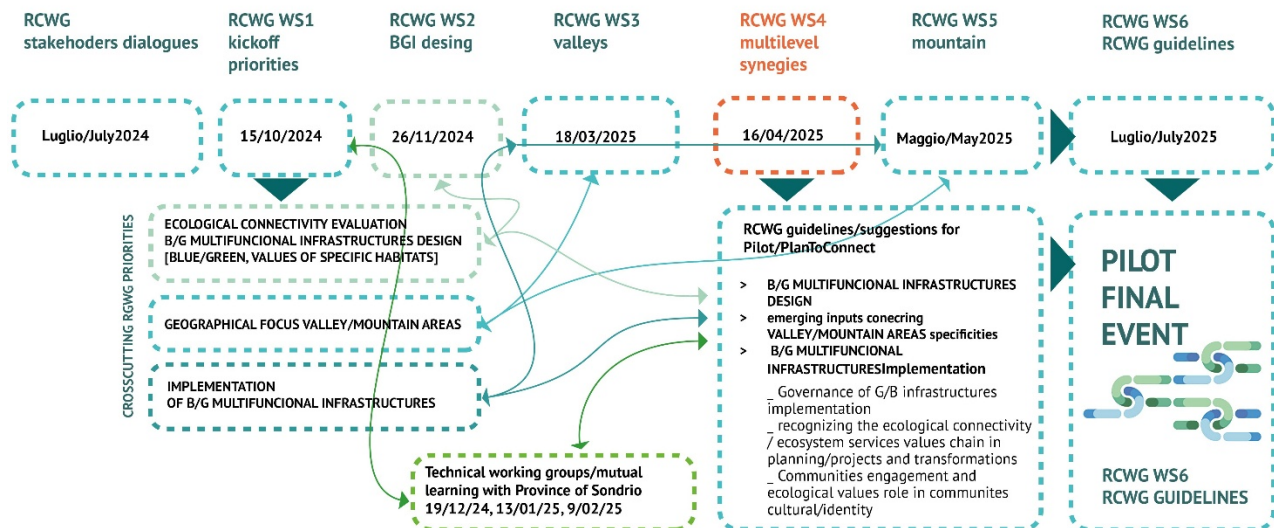 RCWG
stakehoders dialogues
RCWG WS1
kickoff
priorities
RCWG WS2
BGI desing
RCWG WS3
valleys
RCWG WS4
multilevel
synegies
RCWG WS5
mountain
RCWG WS6
RCWG guidelines
Luglio/July2024
15/10/2024
26/11/2024
18/03/2025
16/04/2025
Maggio/May2025
Luglio/July2025
CROSSCUTTING RGWG PRIORITIES
ECOLOGICAL CONNECTIVITY EVALUATION
B/G MULTIFUNCIONAL INFRASTRUCTURES DESIGN
[BLUE/GREEN, VALUES OF SPECIFIC HABITATS]
GEOGRAPHICAL FOCUS VALLEY/MOUNTAIN AREAS
IMPLEMENTATION
OF B/G MULTIFUNCIONAL INFRASTRUCTURES
Technical working groups/mutual
learning with Province of Sondrio
19/12/24, 13/01/25, 9/02/25
RCWG guidelines/suggestions for
Pilot/PlanToConnect
> B/G MULTIFUNCIONAL INFRASTRUCTURES
DESIGN
> emerging inputs conecring
VALLEY/MOUNTAIN AREAS specificities
> B/G MULTIFUNCIONAL
INFRASTRUCTURESImplementation
_ Governance of G/B infrastructures
implementation
_ recognizing the ecological connectivity
/ ecosystem services values chain in
planning/projects and transformations
_ Communities engagement and
ecological values role in communites
cultural/identity
PILOT
FINAL
EVENT
RCWG WS6
RCWG GUIDELINES